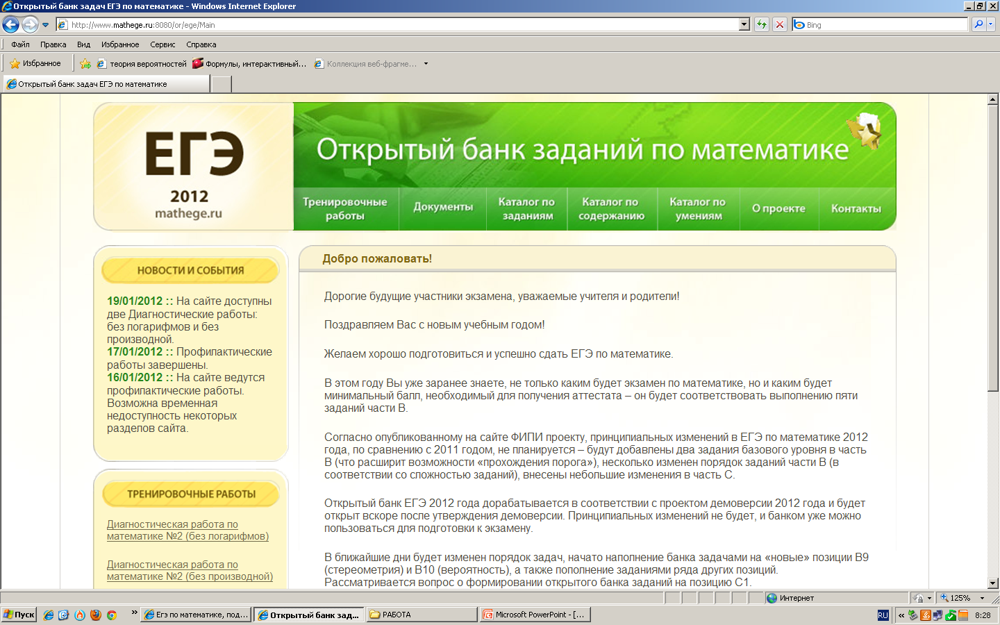 Открытый банк задач ЕГЭ по математике - Windows Internet Explorer
http://www.mathege.ru:8080/or/ege/Main
Bing
Файл Правка Вид Избранное Сервис Справка
Избранное теория вероятностей Формулы, интерактивный... Коллекция веб-фрагме...
Открытый банк задач ЕГЭ по математике
ЕГЭ
2012
mathege.ru
Открытый банк заданий по математике
Тренировочные
работы
Документы
Каталог по
заданиям
Каталог по
содержанию
Каталог по
умениям
О проекте
Контакты
НОВОСТИ И СОБЫТИЯ
19/01/2012 :: На сайте доступны
две Диагностические работы:
без логарифмов и без
производной.
17/01/2012 :: Профилактические
работы завершены.
16/01/2012 :: На сайте ведутся
профилактические работы.
Возможна временная
недоступность некоторых
разделов сайта.
ТРЕНИРОВОЧНЫЕ РАБОТЫ
Диагностическая работа по
математике №2 (без логарифмов)
Диагностическая работа по
математике №2 (без производной)
Добро пожаловать!
Дорогие будущие участники экзамена, уважаемые учителя и родители!
Поздравляем Вас с новым учебным годом!
Желаем хорошо подготовиться и успешно сдать ЕГЭ по математике.
В этом году Вы уже заранее знаете, не только каким будет экзамен по математике, но и каким будет
минимальный балл, необходимый для получения аттестата – он будет соответствовать выполнению пяти
заданий части В.
Согласно опубликованному на сайте ФИПИ проекту, принципиальных изменений в ЕГЭ по математике 2012
года, по сравнению с 2011 годом, не планируется – будут добавлены два задания базового уровня в часть
В (что расширит возможности «прохождения порога»), несколько изменен порядок заданий части В (в
соответствии со сложностью заданий), внесены небольшие изменения в часть С.
Открытый банк ЕГЭ 2012 года дорабатывается в соответствии с проектом демоверсии 2012 года и будет
открыт вскоре после утверждения демоверсии. Принципиальных изменений не будет, и банком уже можно
пользоваться для подготовки к экзамену.
В ближайшие дни будет изменен порядок задач, начато наполнение банка задачами на «новые» позиции В9
(стереометрия) и В10 (вероятность), а также пополнение заданиями ряда других позиций.
Рассматривается вопрос о формировании открытого банка заданий на позицию С1.
Интернет 125%
Пуск Егэ по математике, под... Открытый банк зад... РАБОТА Microsoft PowerPoint - [... RU 8:28